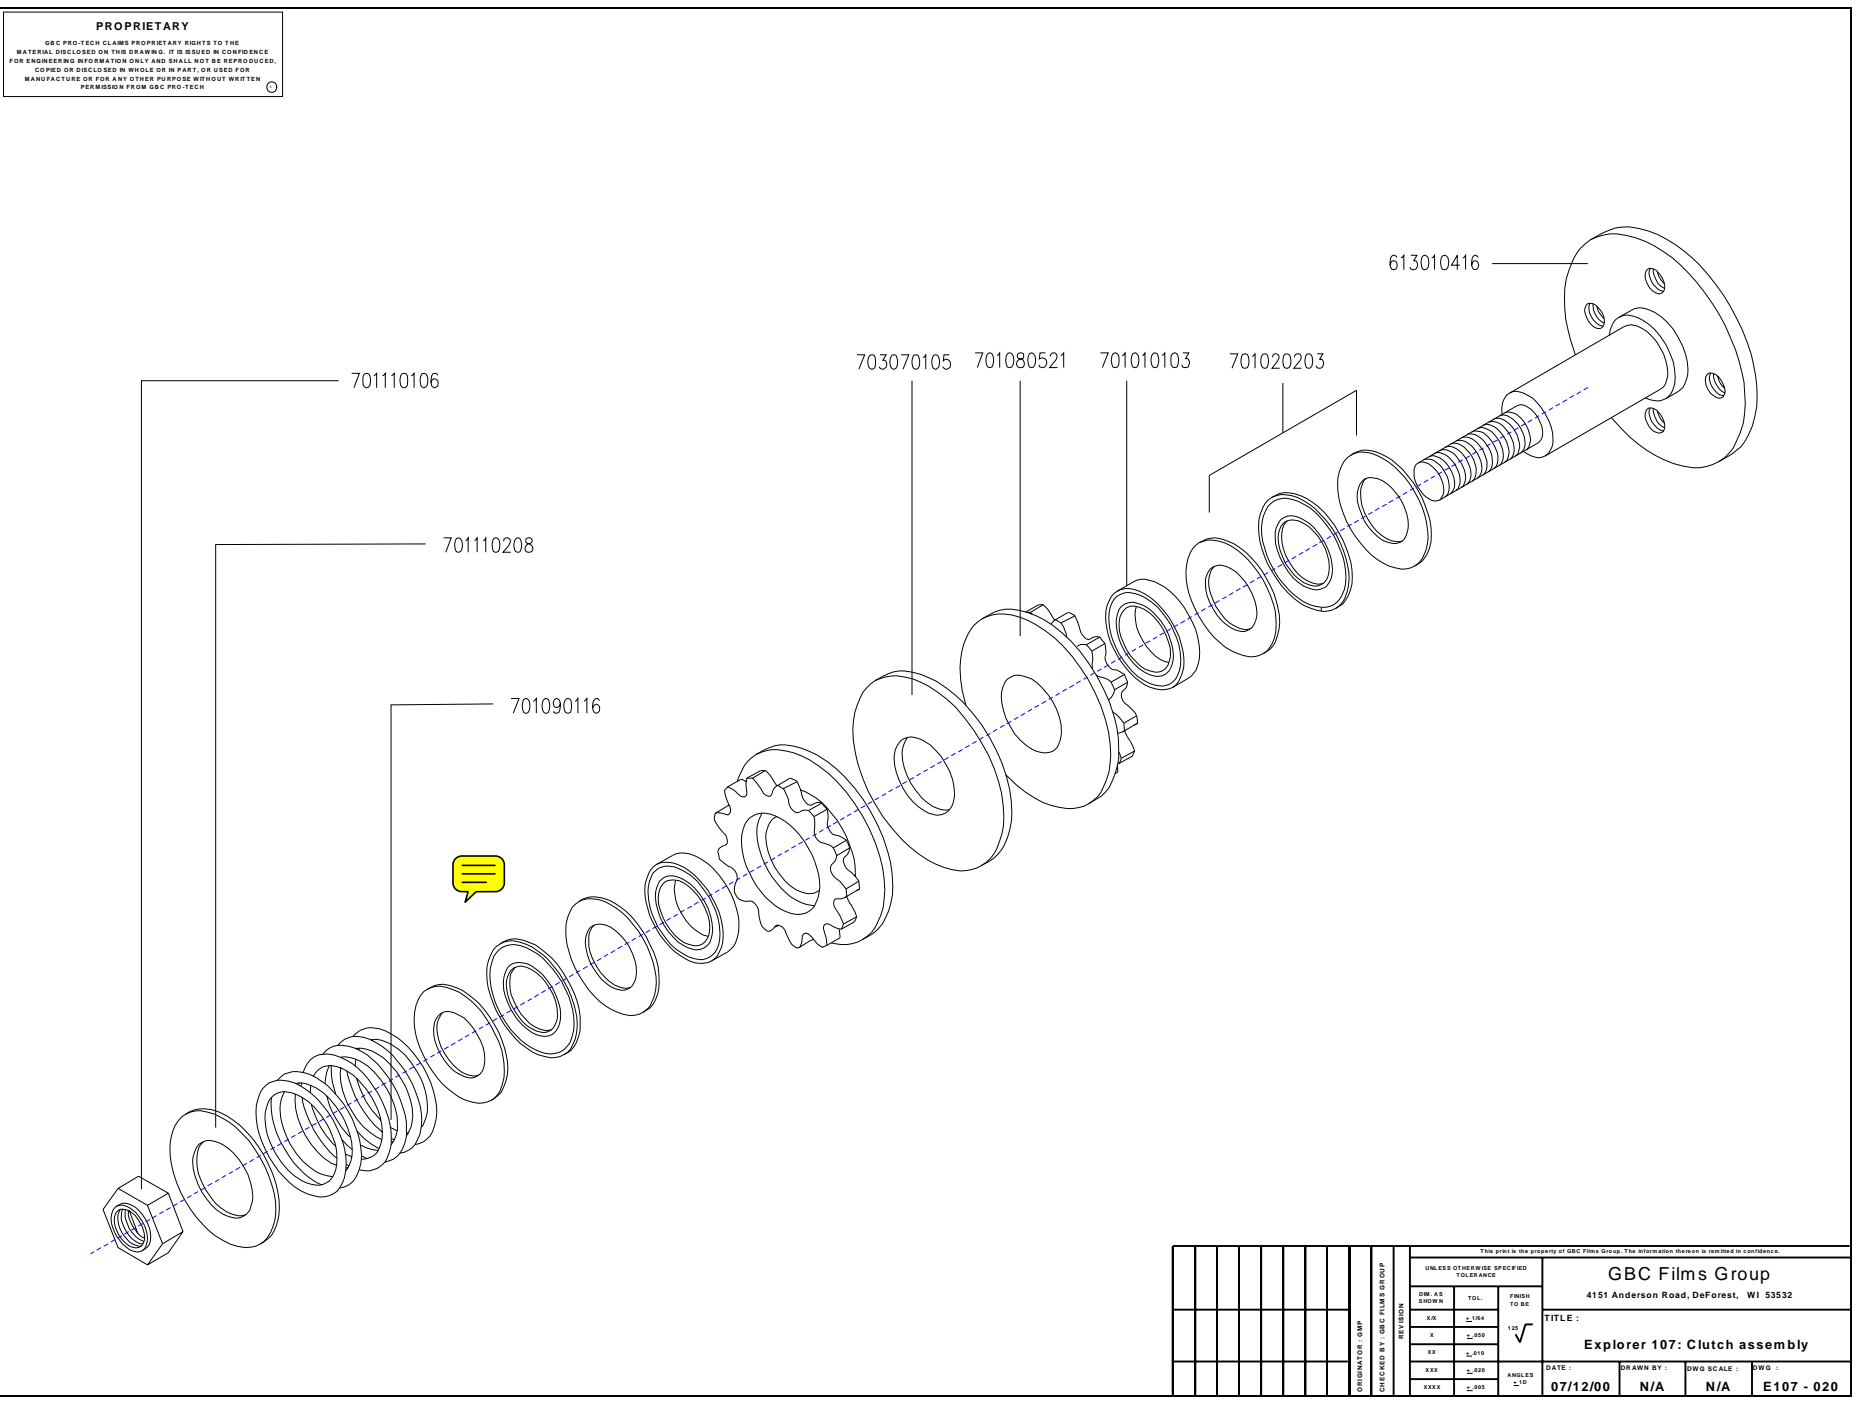 PROPRIETARY
GBC PRO-TECH CLAIMS PROPRIETARY RIGHTS TO THE
MATERIAL DISCLOSED ON THIS DRAWING. IT IS ISSUED IN CONFIDENCE
FOR ENGINEERING INFORMATION ONLY AND SHALL NOT BE REPRODUCED,
COPIED OR DISCLOSED IN WHOLE OR IN PART, OR USED FOR
MANUFACTURE OR FOR ANY OTHER PURPOSE WITHOUT WRITTEN
PERMISSION FROM GBC PRO-TECH
613010416
703070105 701080521 701010103 701020203
701110106
701110208
701090116
This print is the property of GBC Films Group. The information thereon is remitted in confidence.
ORIGINATOR : GMP
CHECKED BY : GBC FILMS GROUP
REVISION
UNLESS OTHERWISE SPECIFIED
TOLERANCE
DIM. AS
SHOWN
TOL.
FINISH
TO BE
X/X ± 1/64
X ± .050
XX ± .010
XXX ± .020
XXXX ± .005
125
ANGLES
± 1D
GBC Films Group
4151 Anderson Road, DeForest, WI 53532
TITLE :
Explorer 107: Clutch assembly
DATE : DRAWN BY : DWG SCALE : DWG :
07/12/00 N/A N/A E107 - 020